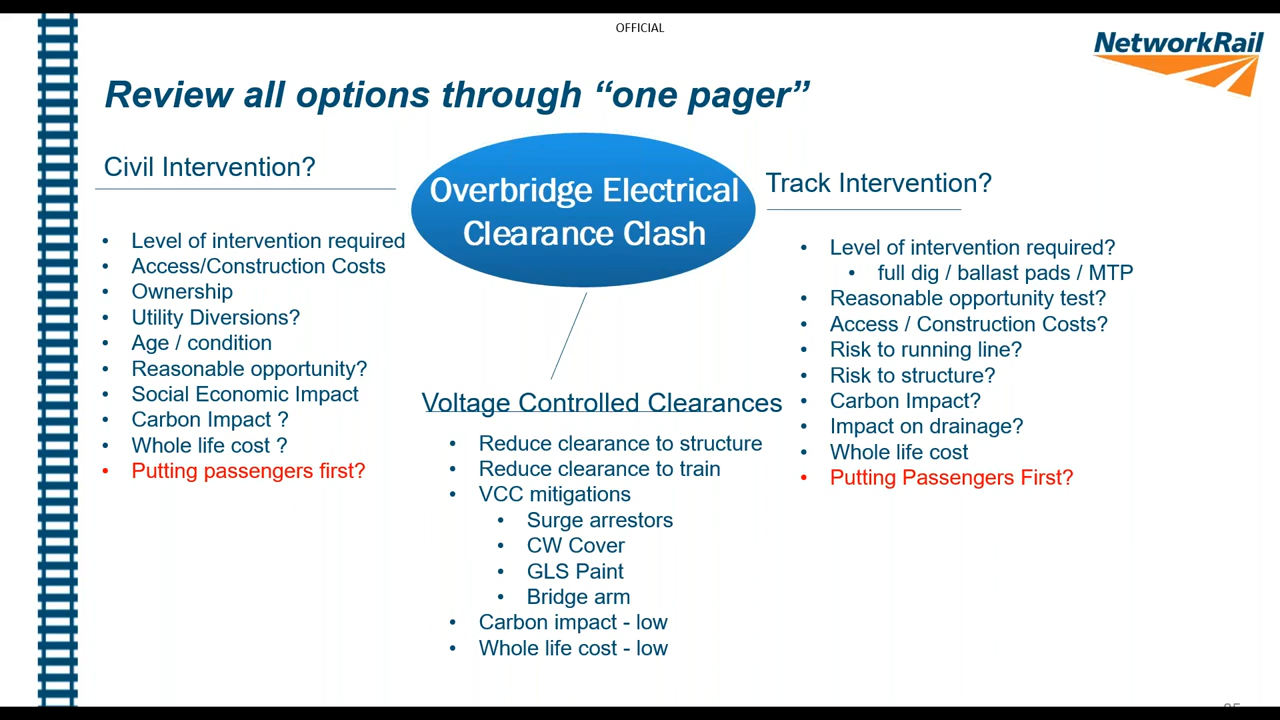 OFFICIAL
NetworkRail
Review all options through “one pager”
Civil Intervention?
• Level of intervention required
• Access/Construction Costs
• Ownership
• Utility Diversions?
• Age / condition
• Reasonable opportunity?
• Social Economic Impact
• Carbon Impact ?
• Whole life cost ?
• Putting passengers first?
Overbridge Electrical
Clearance Clash
Voltage Controlled Clearances
• Reduce clearance to structure
• Reduce clearance to train
• VCC mitigations
• Surge arrestors
• CW Cover
• GLS Paint
• Bridge arm
• Carbon impact - low
• Whole life cost - low
Track Intervention?
• Level of intervention required?
• full dig / ballast pads / MTP
• Reasonable opportunity test?
• Access / Construction Costs?
• Risk to running line?
• Risk to structure?
• Carbon Impact?
• Impact on drainage?
• Whole life cost
• Putting Passengers First?